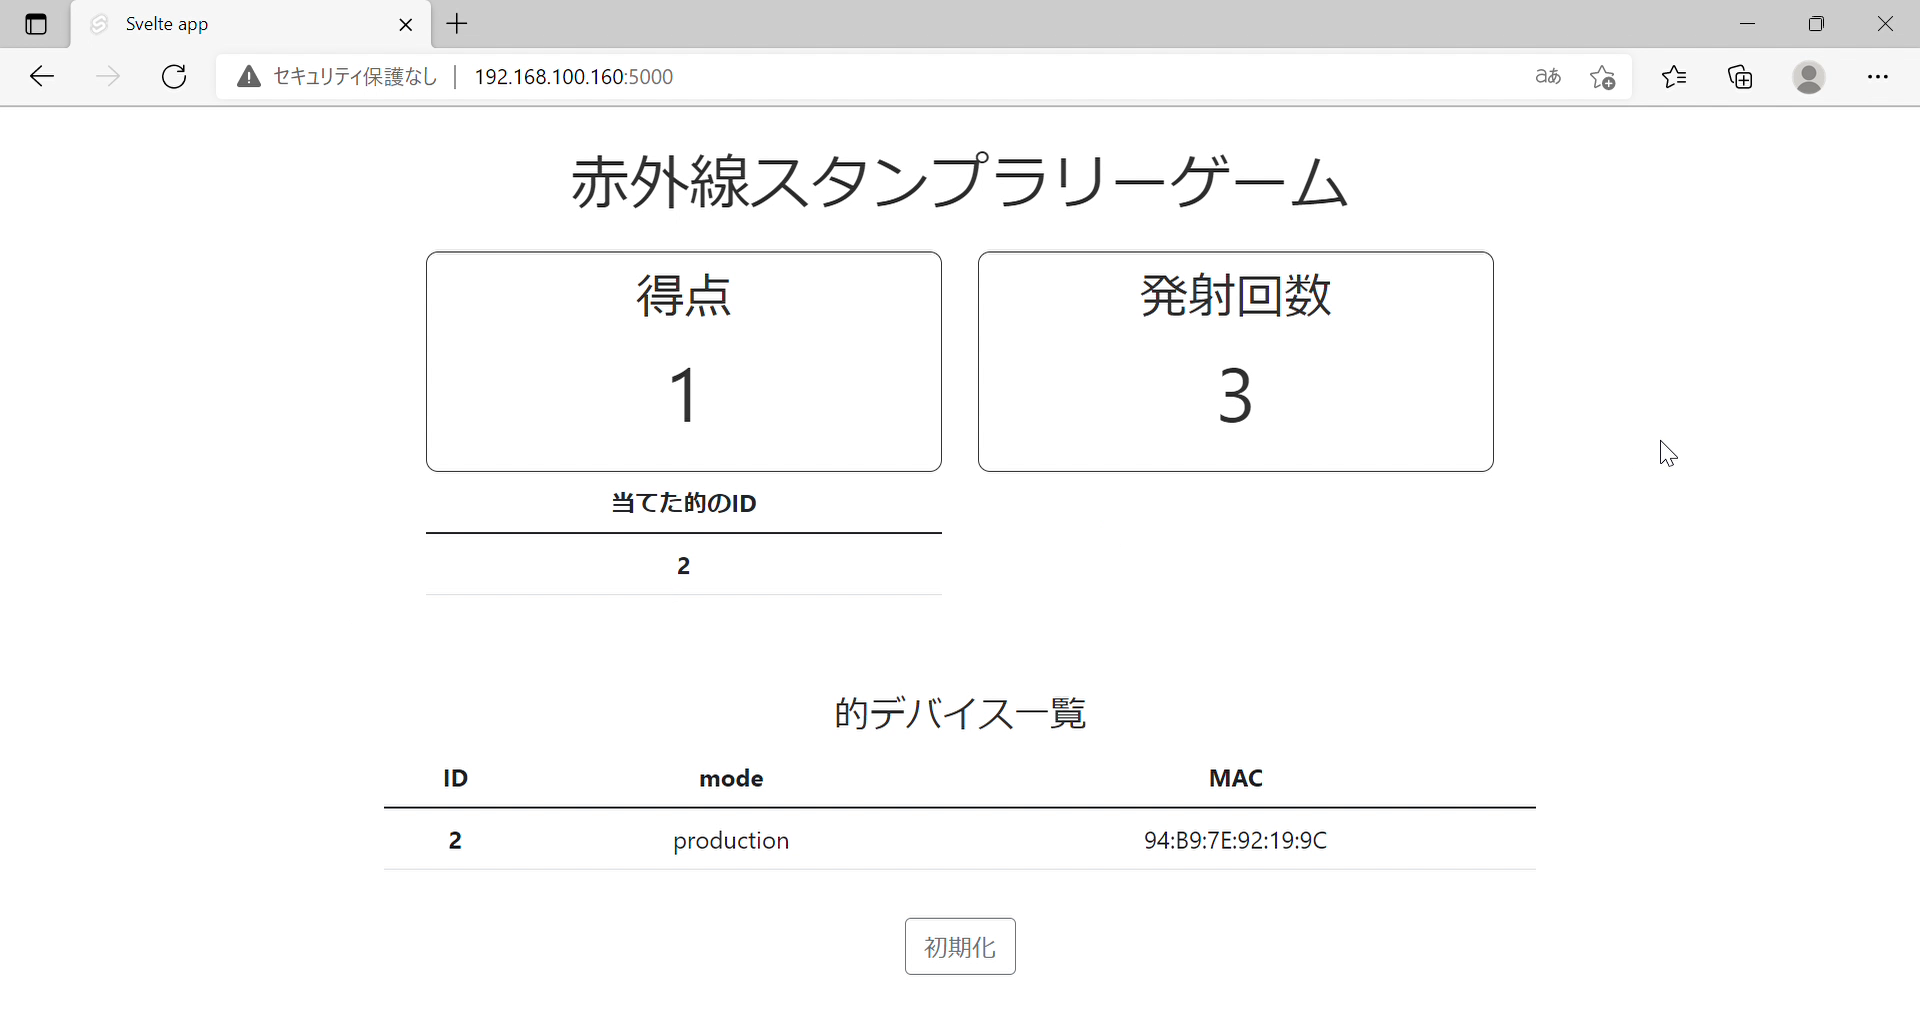 Svelte app
セキュリティ保護なし 192.168.100.160:5000 aあ
赤外線スタンプラリーゲーム
得点 発射回数
1 3
当てた的のID
2
的デバイス一覧
ID mode MAC
2 production 94:B9:7E:92:19:9C
初期化